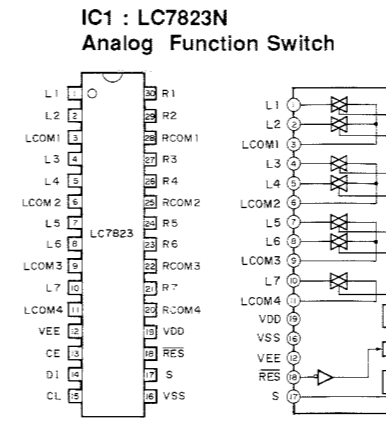 IC1 : LC7823N
Analog Function Switch
L1 1 30 R1
L2 2 29 R2
LCOM1 3 28 RCOM1
L3 4 27 R3
L4 5 26 R4
LCOM2 6 25 RCOM2
L5 7 24 R5
L6 8 23 R6
LCOM3 9 22 RCOM3
L7 10 21 R7
LCOM4 11 20 RCOM4
VEE 12 19 VDD
CE 13 18 RES
DI 14 17 S
CL 15 16 VSS
LC7823
L1 1
L2 2
LCOM1 3
L3 4
L4 5
LCOM2 6
L5 7
L6 8
LCOM3 9
L7 10
LCOM4 11
VDD 19
VSS 16
VEE 12
RES 18
S 17